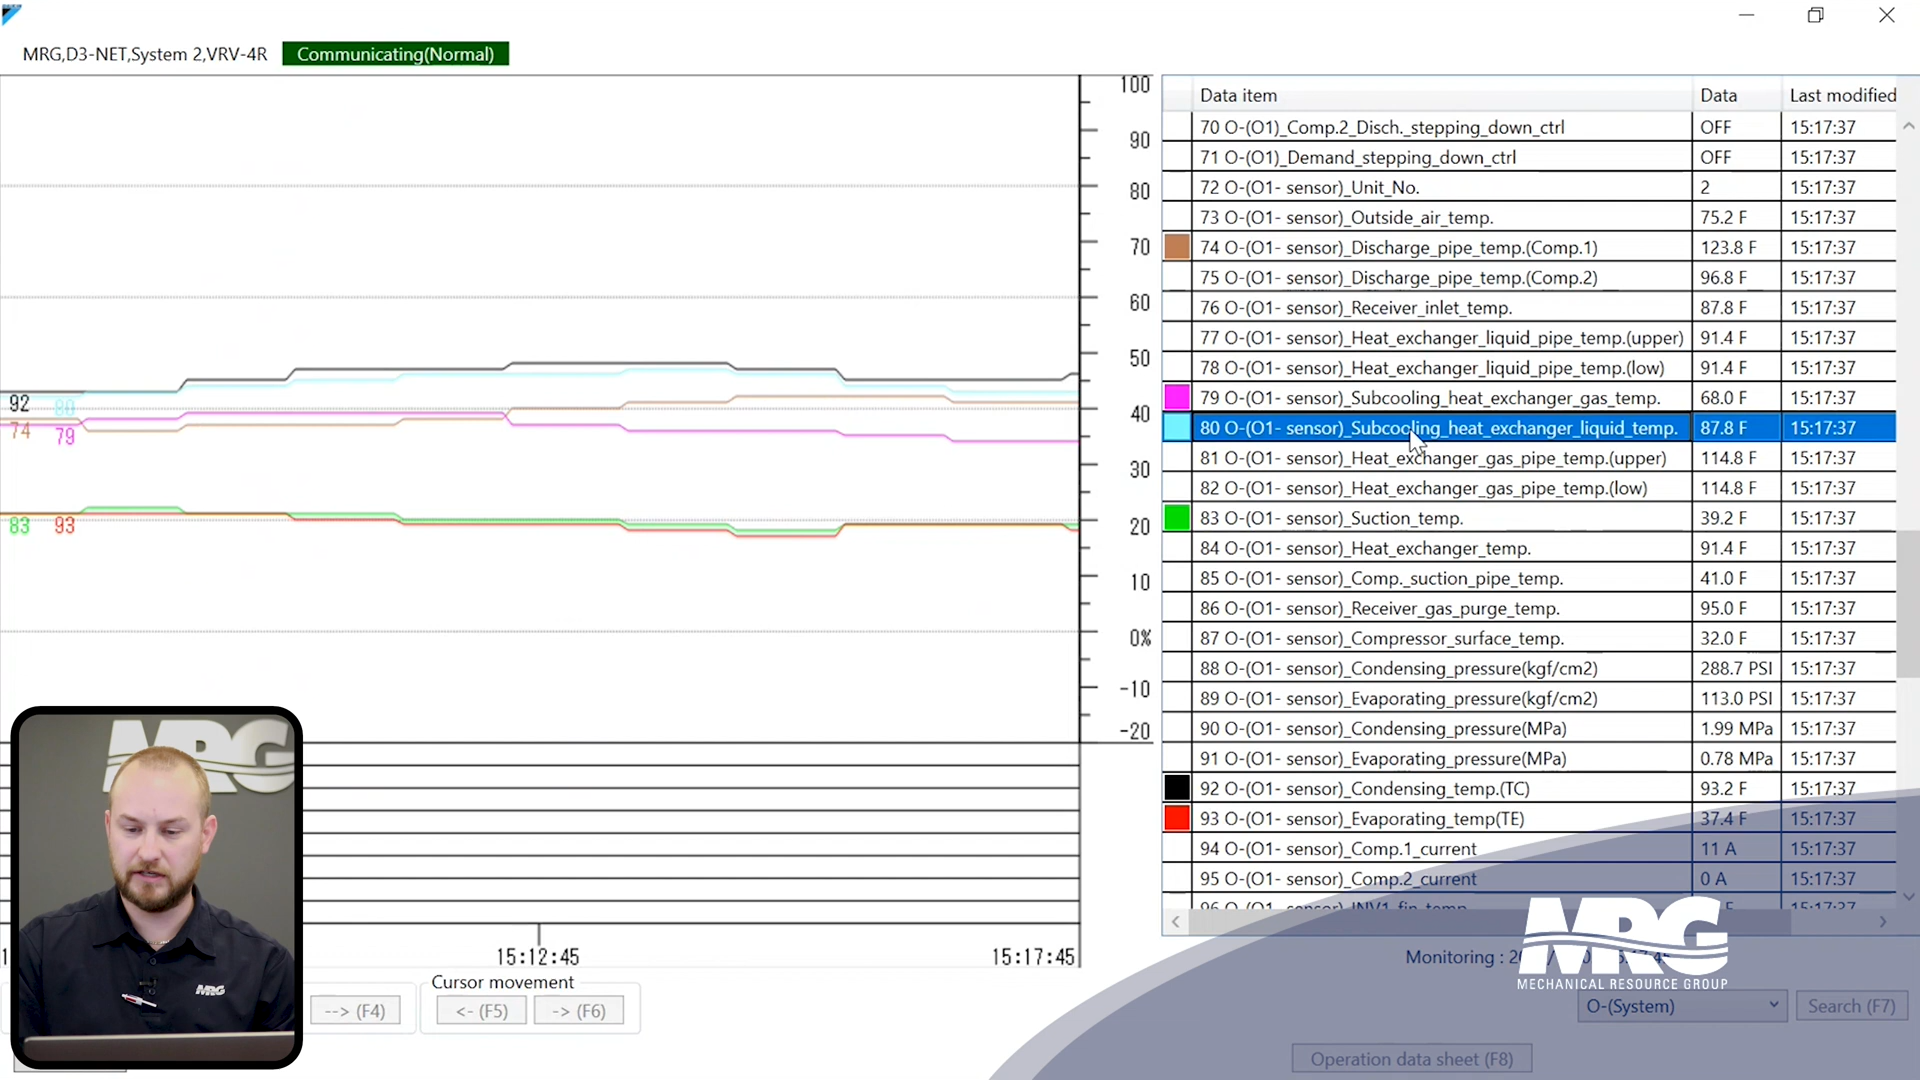 MRG,D3-NET,System 2,VRV-4R
Communicating(Normal)
100
90
80
70
60
50
40
30
20
10
0%
-10
-20
92
80
74
79
83
93
15:12:45
15:17:45
Cursor movement
--> (F4)
<- (F5)
-> (F6)
Data item Data Last modified
70 O-(O1)_Comp.2_Disch._stepping_down_ctrl OFF 15:17:37
71 O-(O1)_Demand_stepping_down_ctrl OFF 15:17:37
72 O-(O1- sensor)_Unit_No. 2 15:17:37
73 O-(O1- sensor)_Outside_air_temp. 75.2 F 15:17:37
74 O-(O1- sensor)_Discharge_pipe_temp.(Comp.1) 123.8 F 15:17:37
75 O-(O1- sensor)_Discharge_pipe_temp.(Comp.2) 96.8 F 15:17:37
76 O-(O1- sensor)_Receiver_inlet_temp. 87.8 F 15:17:37
77 O-(O1- sensor)_Heat_exchanger_liquid_pipe_temp.(upper) 91.4 F 15:17:37
78 O-(O1- sensor)_Heat_exchanger_liquid_pipe_temp.(low) 91.4 F 15:17:37
79 O-(O1- sensor)_Subcooling_heat_exchanger_gas_temp. 68.0 F 15:17:37
80 O-(O1- sensor)_Subcooling_heat_exchanger_liquid_temp. 87.8 F 15:17:37
81 O-(O1- sensor)_Heat_exchanger_gas_pipe_temp.(upper) 114.8 F 15:17:37
82 O-(O1- sensor)_Heat_exchanger_gas_pipe_temp.(low) 114.8 F 15:17:37
83 O-(O1- sensor)_Suction_temp. 39.2 F 15:17:37
84 O-(O1- sensor)_Heat_exchanger_temp. 91.4 F 15:17:37
85 O-(O1- sensor)_Comp._suction_pipe_temp. 41.0 F 15:17:37
86 O-(O1- sensor)_Receiver_gas_purge_temp. 95.0 F 15:17:37
87 O-(O1- sensor)_Compressor_surface_temp. 32.0 F 15:17:37
88 O-(O1- sensor)_Condensing_pressure(kgf/cm2) 288.7 PSI 15:17:37
89 O-(O1- sensor)_Evaporating_pressure(kgf/cm2) 113.0 PSI 15:17:37
90 O-(O1- sensor)_Condensing_pressure(MPa) 1.99 MPa 15:17:37
91 O-(O1- sensor)_Evaporating_pressure(MPa) 0.78 MPa 15:17:37
92 O-(O1- sensor)_Condensing_temp.(TC) 93.2 F 15:17:37
93 O-(O1- sensor)_Evaporating_temp(TE) 37.4 F 15:17:37
94 O-(O1- sensor)_Comp.1_current 11 A 15:17:37
95 O-(O1- sensor)_Comp.2_current 0 A 15:17:37
96 O-(O1- sensor)_INV1_fin_temp. F 15:17:37
Monitoring :
MRG
MECHANICAL RESOURCE GROUP
O-(System)
Search (F7)
Operation data sheet (F8)
MRG
MRG